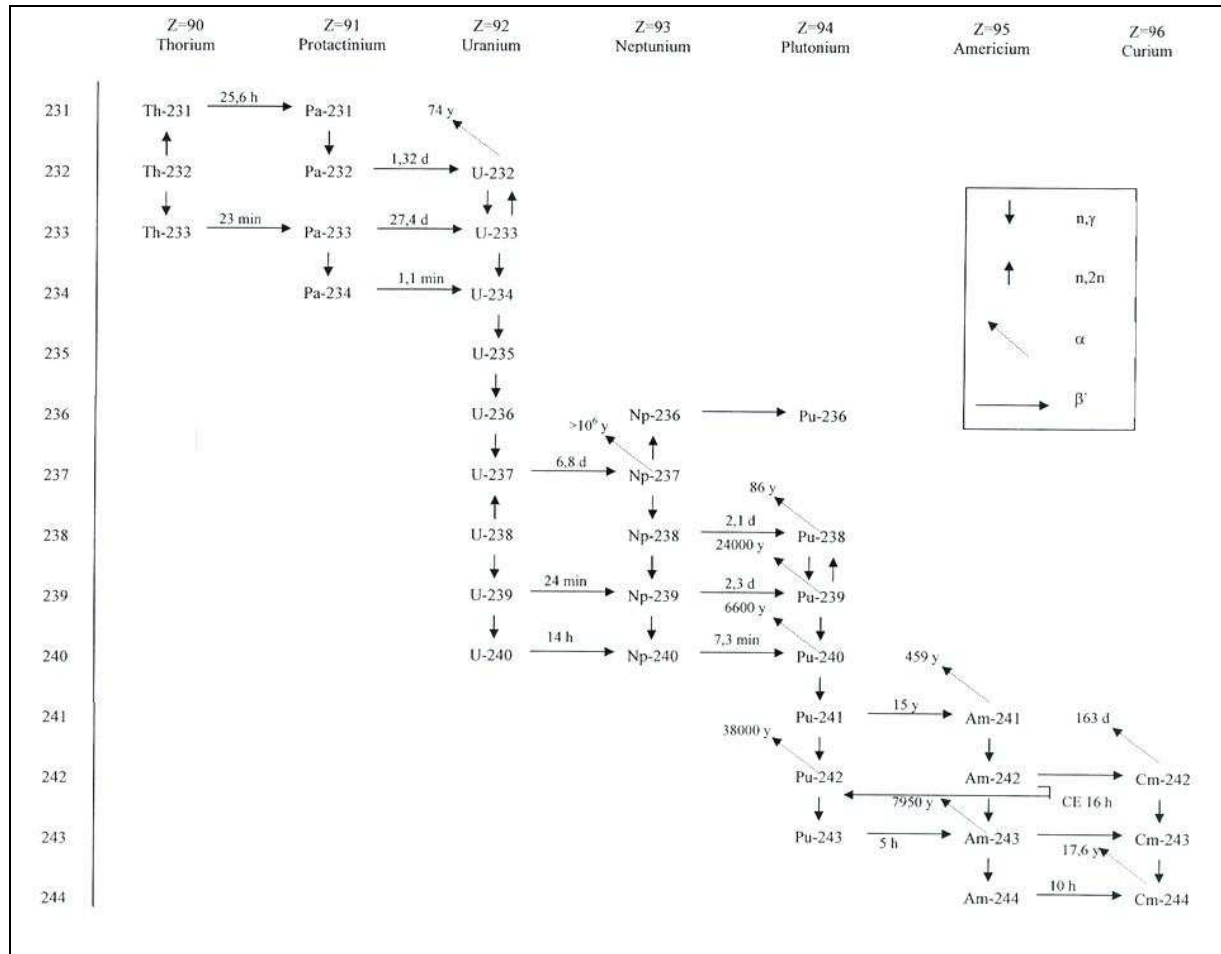 Z=90 Z=91 Z=92 Z=93 Z=94 Z=95 Z=96
Thorium Protactinium Uranium Neptunium Plutonium Americium Curium
25,6 h
231 Th-231 Pa-231 74 y
1,32 d
232 Th-232 Pa-232 U-232
23 min 27,4 d n,γ
233 Th-233 Pa-233 U-233
1,1 min n,2n
234 Pa-234 U-234
235 U-235 α
236 U-236 Np-236 Pu-236 β-
>10⁶ y
6,8 d
237 U-237 Np-237
86 y
2,1 d
238 U-238 Np-238 Pu-238
24000 y
24 min 2,3 d
239 U-239 Np-239 Pu-239
6600 y
14 h 7,3 min
240 U-240 Np-240 Pu-240
459 y
15 y
241 Pu-241 Am-241 163 d
38000 y
242 Pu-242 Am-242 Cm-242
7950 y CE 16 h
243 Pu-243 Am-243 Cm-243
5 h 17,6 y
10 h
244 Am-244 Cm-244